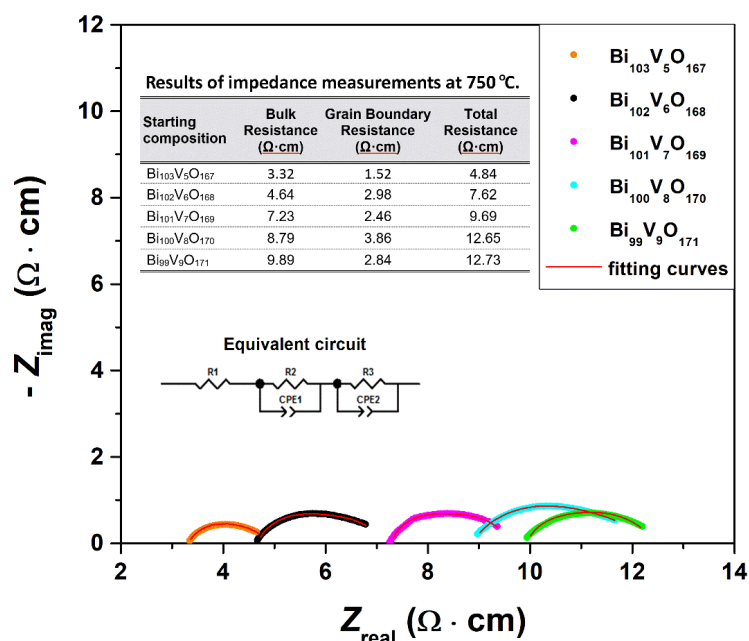 12
10
8
6
4
2
0
- Z_imag (Ω · cm)
Results of impedance measurements at 750 °C.
Starting composition | Bulk Resistance (Ω·cm) | Grain Boundary Resistance (Ω·cm) | Total Resistance (Ω·cm)
Bi₁₀₃V₅O₁₆₇ 3.32 1.52 4.84
Bi₁₀₂V₆O₁₆₈ 4.64 2.98 7.62
Bi₁₀₁V₇O₁₆₉ 7.23 2.46 9.69
Bi₁₀₀V₈O₁₇₀ 8.79 3.86 12.65
Bi₉₉V₉O₁₇₁ 9.89 2.84 12.73
Bi₁₀₃V₅O₁₆₇
Bi₁₀₂V₆O₁₆₈
Bi₁₀₁V₇O₁₆₉
Bi₁₀₀V₈O₁₇₀
Bi₉₉V₉O₁₇₁
fitting curves
Equivalent circuit
R1 R2 R3
CPE1 CPE2
2 4 6 8 10 12 14
Z_real (Ω · cm)